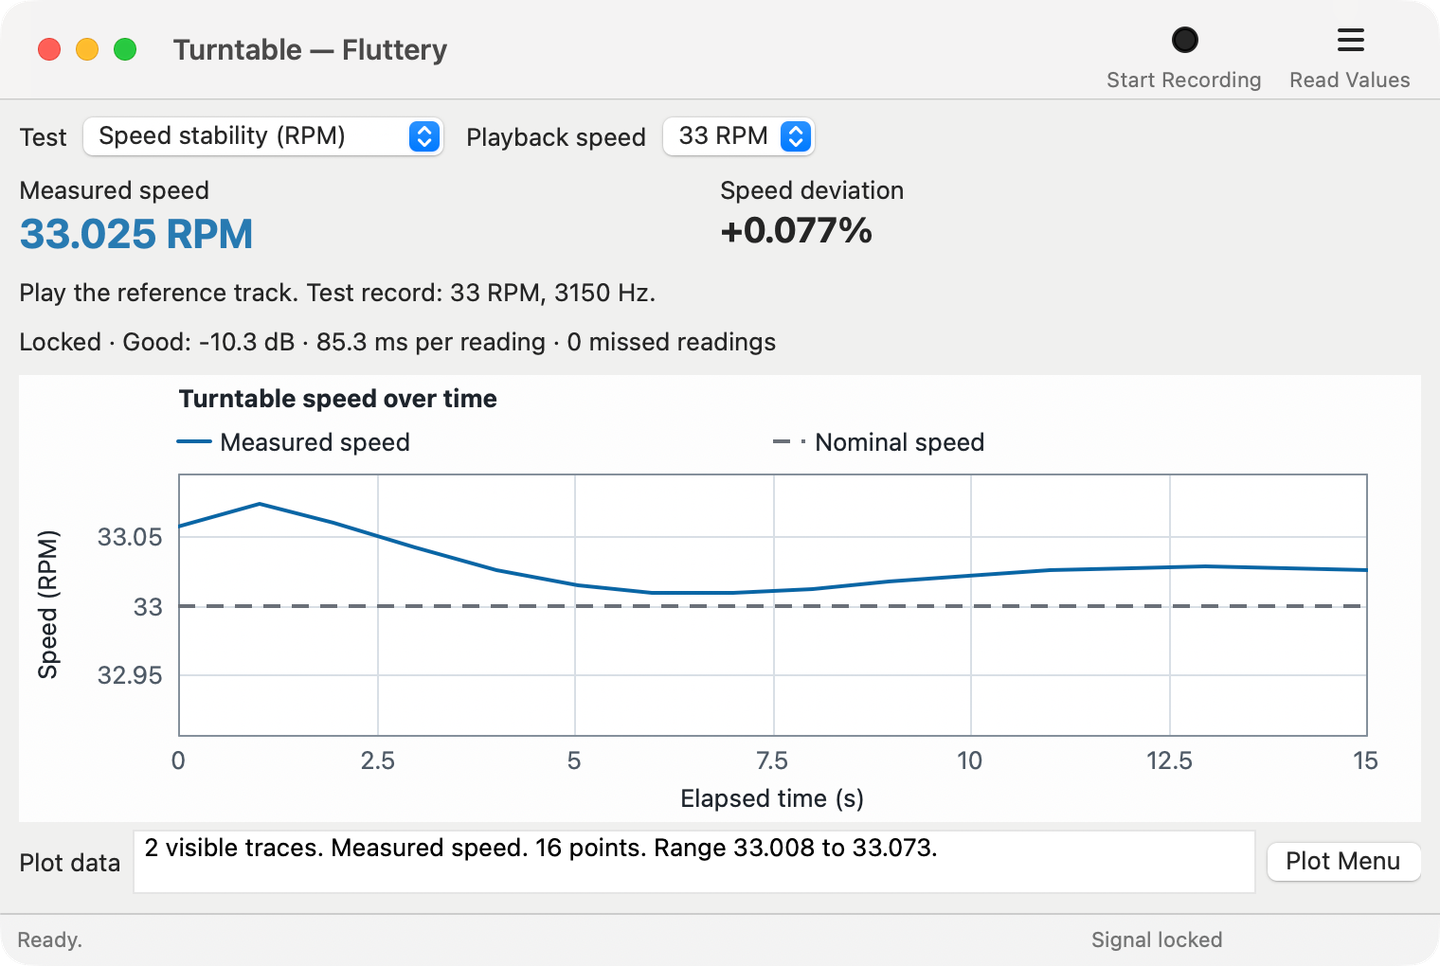 Turntable — Fluttery
Start Recording
Read Values
Test
Speed stability (RPM)
Playback speed
33 RPM
Measured speed
Speed deviation
33.025 RPM
+0.077%
Play the reference track. Test record: 33 RPM, 3150 Hz.
Locked · Good: -10.3 dB · 85.3 ms per reading · 0 missed readings
Turntable speed over time
Measured speed
Nominal speed
Speed (RPM)
33.05
33
32.95
0
2.5
5
7.5
10
12.5
15
Elapsed time (s)
Plot data
2 visible traces. Measured speed. 16 points. Range 33.008 to 33.073.
Plot Menu
Ready.
Signal locked